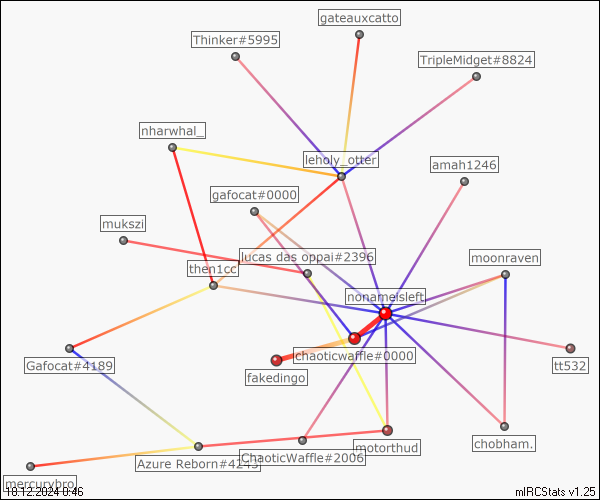 gateauxcatto
Thinker#5995
TripleMidget#8824
nharwhal_
leholy_otter
amah1246
gafocat#0000
mukszi
lucas das oppai#2396
moonraven
then1cc
nonameisleft
chaoticwaffle#0000
Gafocat#4189
tt532
fakedingo
chobham.
motorthud
ChaoticWaffle#2006
Azure Reborn#4243
mercurybro
10.12.2024 0:46
mIRCStats v1.25